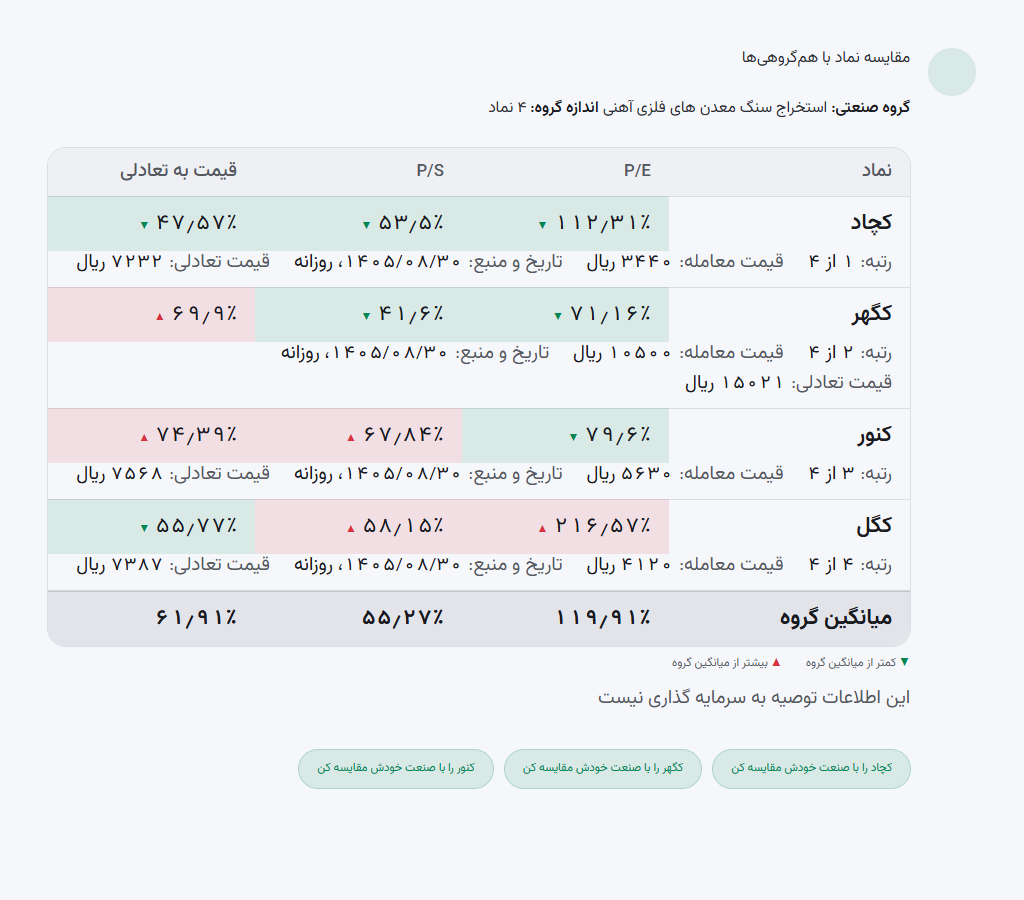 مقایسه نماد با هم‌گروهی‌ها
گروه صنعتی: استخراج سنگ معدن های فلزی آهنی اندازه گروه: ۴ نماد
نماد P/E P/S قیمت به تعادلی
کچاد ۱۱۲٫۳۱٪ ▼ ۵۳٫۵٪ ▼ ۴۷٫۵۷٪ ▼
رتبه: ۱ از ۴ قیمت معامله: ۳۴۴۰ ریال تاریخ و منبع: ۱۴۰۵/۰۸/۳۰، روزانه قیمت تعادلی: ۷۲۳۲ ریال
کگهر ۷۱٫۱۶٪ ▼ ۴۱٫۶٪ ▼ ۶۹٫۹٪ ▲
رتبه: ۲ از ۴ قیمت معامله: ۱۰۵۰۰ ریال تاریخ و منبع: ۱۴۰۵/۰۸/۳۰، روزانه
قیمت تعادلی: ۱۵۰۲۱ ریال
کنور ۷۹٫۶٪ ▼ ۶۷٫۸۴٪ ▲ ۷۴٫۳۹٪ ▲
رتبه: ۳ از ۴ قیمت معامله: ۵۶۳۰ ریال تاریخ و منبع: ۱۴۰۵/۰۸/۳۰، روزانه قیمت تعادلی: ۷۵۶۸ ریال
کگل ۲۱۶٫۵۷٪ ▲ ۵۸٫۱۵٪ ▲ ۵۵٫۷۷٪ ▼
رتبه: ۴ از ۴ قیمت معامله: ۴۱۲۰ ریال تاریخ و منبع: ۱۴۰۵/۰۸/۳۰، روزانه قیمت تعادلی: ۷۳۸۷ ریال
میانگین گروه ۱۱۹٫۹۱٪ ۵۵٫۲۷٪ ۶۱٫۹۱٪
▼ کمتر از میانگین گروه ▲ بیشتر از میانگین گروه
این اطلاعات توصیه به سرمایه گذاری نیست
کچاد را با صنعت خودش مقایسه کن کگهر را با صنعت خودش مقایسه کن کنور را با صنعت خودش مقایسه کن